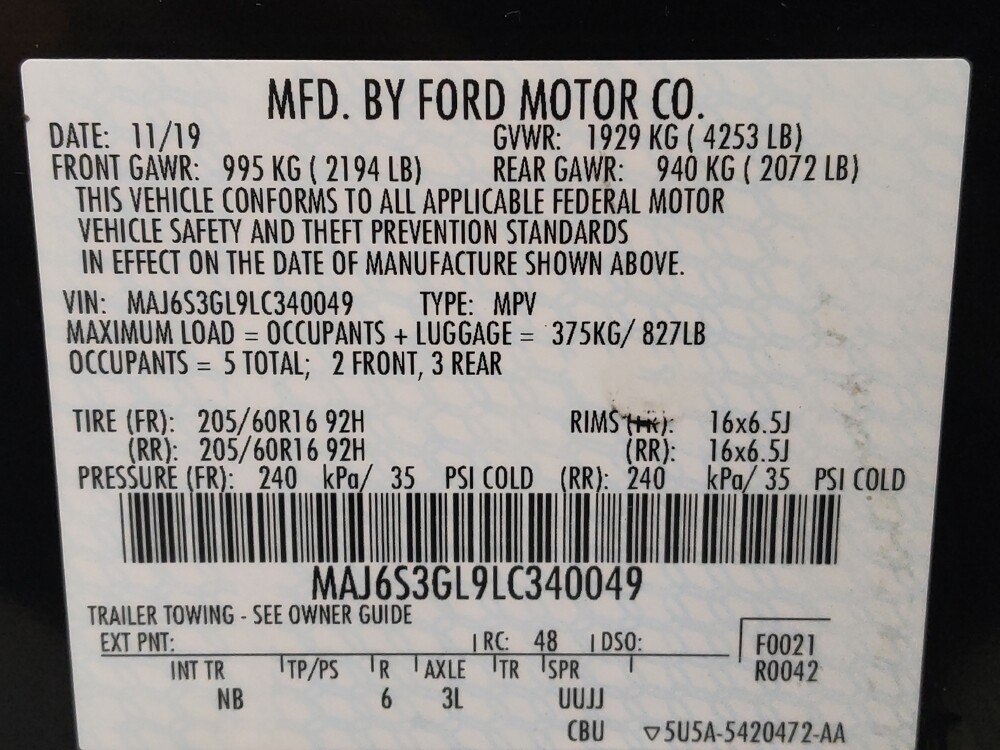 MFD. BY FORD MOTOR CO.
DATE: 11/19 GVWR: 1929 KG ( 4253 LB)
FRONT GAWR: 995 KG ( 2194 LB) REAR GAWR: 940 KG ( 2072 LB)
THIS VEHICLE CONFORMS TO ALL APPLICABLE FEDERAL MOTOR
VEHICLE SAFETY AND THEFT PREVENTION STANDARDS
IN EFFECT ON THE DATE OF MANUFACTURE SHOWN ABOVE.
VIN: MAJ6S3GL9LC340049 TYPE: MPV
MAXIMUM LOAD = OCCUPANTS + LUGGAGE = 375KG/ 827LB
OCCUPANTS = 5 TOTAL; 2 FRONT, 3 REAR
TIRE (FR): 205/60R16 92H RIMS (FR): 16x6.5J
(RR): 205/60R16 92H (RR): 16x6.5J
PRESSURE (FR): 240 kPa/ 35 PSI COLD (RR): 240 kPa/ 35 PSI COLD
MAJ6S3GL9LC340049
TRAILER TOWING - SEE OWNER GUIDE
EXT PNT: RC: 48 DSO: F0021
INT TR TP/PS R AXLE TR SPR R0042
NB 6 3L UUJJ
CBU ▽5U5A-5420472-AA